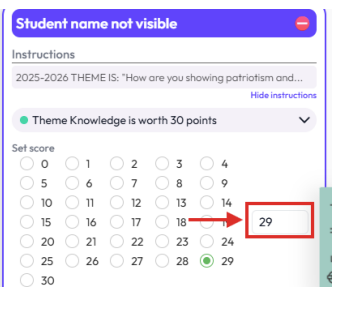 Student name not visible
Instructions
2025-2026 THEME IS: "How are you showing patriotism and...
Hide instructions
Theme Knowledge is worth 30 points
Set score
0 1 2 3 4
5 6 7 8 9
10 11 12 13 14
15 16 17 18 29
20 21 22 23 24
25 26 27 28 29
30